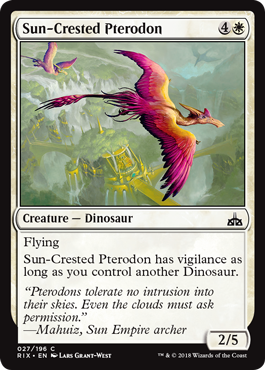 Sun-Crested Pterodon 4
Creature — Dinosaur
Flying
Sun-Crested Pterodon has vigilance as
long as you control another Dinosaur.
“Pterodons tolerate no intrusion into
their skies. Even the clouds must ask
permission.”
—Mahuiz, Sun Empire archer
2/5
027/196 C
RIX • EN Lars Grant-West
™ & © 2018 Wizards of the Coast